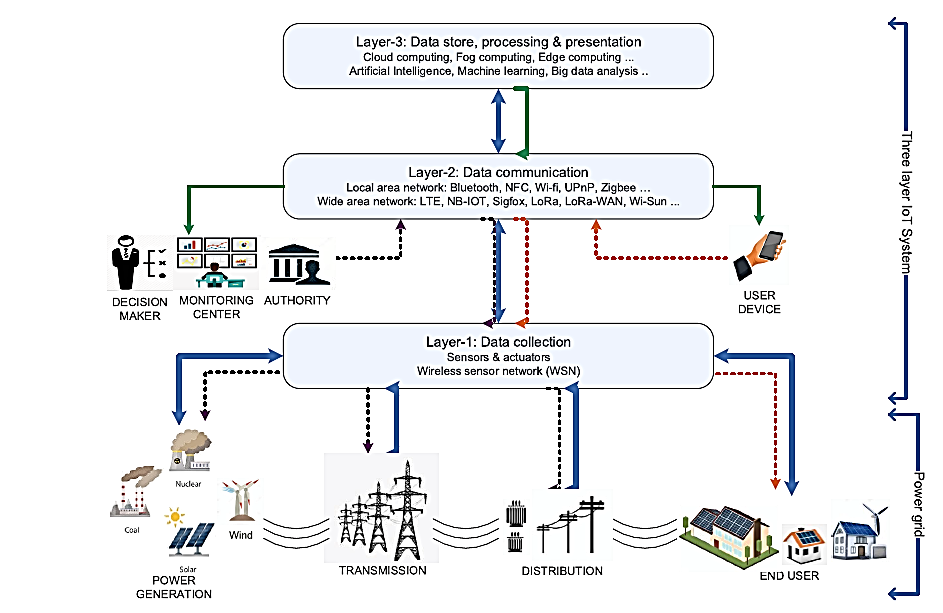 Layer-3: Data store, processing & presentation
Cloud computing, Fog computing, Edge computing ...
Artificial Intelligence, Machine learning, Big data analysis ..
Three layer IoT System
Layer-2: Data communication
Local area network: Bluetooth, NFC, Wi-fi, UPnP, Zigbee ...
Wide area network: LTE, NB-IOT, Sigfox, LoRa, LoRa-WAN, Wi-Sun ...
DECISION
MAKER
MONITORING
CENTER
AUTHORITY
USER
DEVICE
Layer-1: Data collection
Sensors & actuators
Wireless sensor network (WSN)
Power grid
Nuclear
Coal
Wind
Solar
POWER
GENERATION
TRANSMISSION
DISTRIBUTION
END USER